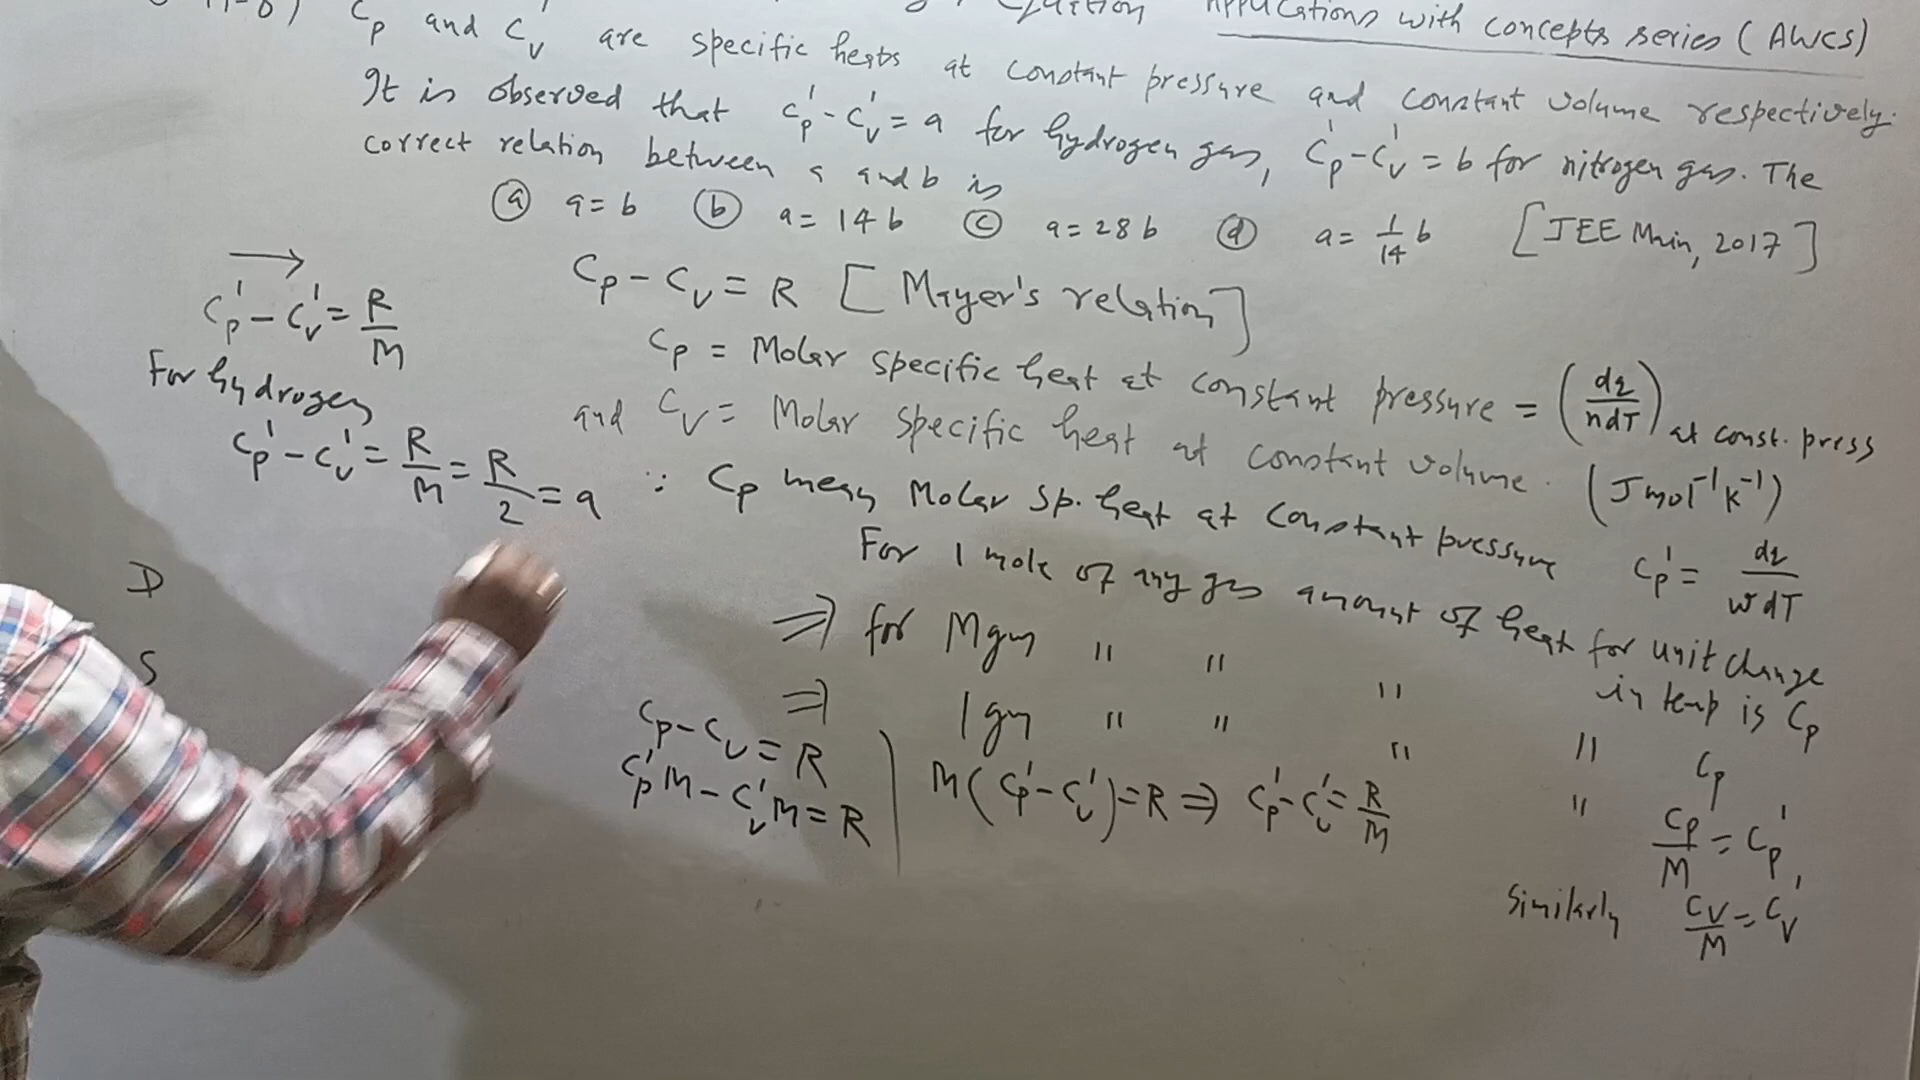 Applications with concepts series (AWCS)
Cp' and Cv' are specific heats at constant pressure and constant volume respectively.
It is observed that Cp' - Cv' = a for hydrogen gas, Cp' - Cv' = b for nitrogen gas. The
correct relation between a and b is
(a) a = b (b) a = 14 b (c) a = 28 b (d) a = 1/14 b [JEE Main, 2017]
→
Cp' - Cv' = R/M
For hydrogen
Cp' - Cv' = R/M = R/2 = a
D
S
Cp - Cv = R [Mayer's relation]
Cp = Molar specific heat at constant pressure = (dq/ndT) at const. press
and Cv = Molar specific heat at constant volume. (J mol⁻¹ K⁻¹)
∵ Cp mean Molar sp. heat at constant pressure Cp' = dq/wdT
For 1 mole of any gas amount of heat for unit change
in temp is Cp
⇒ for M gm " " " " Cp
⇒ 1 gm " " " " Cp/M = Cp',
Similarly Cv/M = Cv'
Cp - Cv = R
Cp'M - Cv'M = R
M(Cp' - Cv') = R ⇒ Cp' - Cv' = R/M